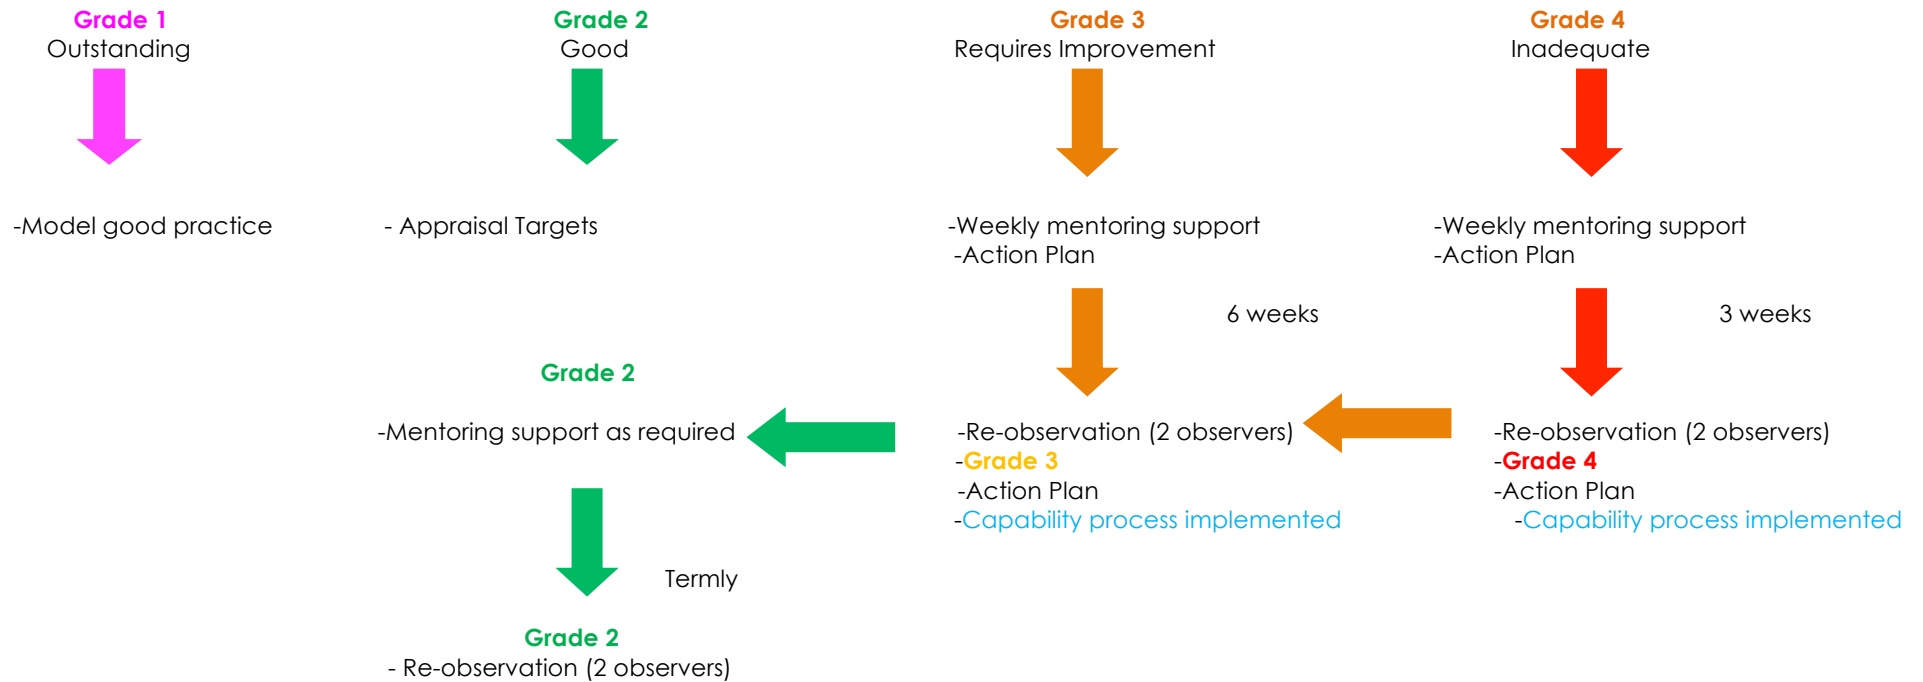 Grade 1
Outstanding
Grade 2
Good
Grade 3
Requires Improvement
Grade 4
Inadequate
-Model good practice
- Appraisal Targets
-Weekly mentoring support
-Action Plan
-Weekly mentoring support
-Action Plan
6 weeks
3 weeks
Grade 2
-Mentoring support as required
-Re-observation (2 observers)
-Grade 3
-Action Plan
-Capability process implemented
-Re-observation (2 observers)
-Grade 4
-Action Plan
-Capability process implemented
Termly
Grade 2
- Re-observation (2 observers)